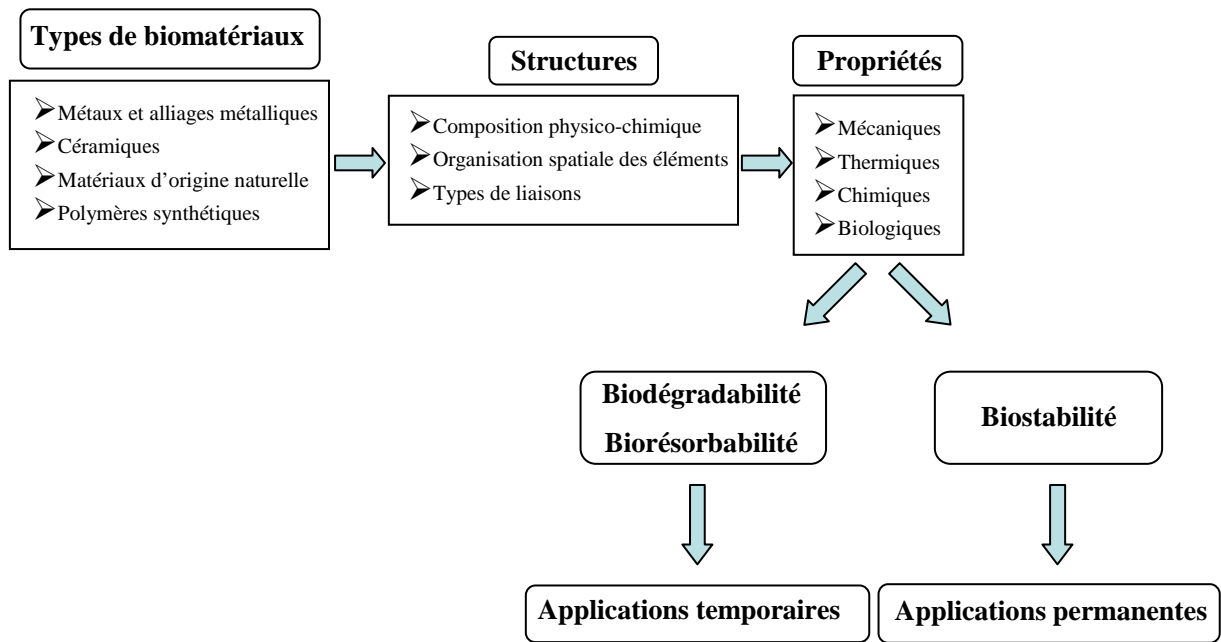 Types de biomatériaux
Métaux et alliages métalliques
Céramiques
Matériaux d'origine naturelle
Polymères synthétiques
Structures
Composition physico-chimique
Organisation spatiale des éléments
Types de liaisons
Propriétés
Mécaniques
Thermiques
Chimiques
Biologiques
Biodégradabilité
Biorésorbabilité
Biostabilité
Applications temporaires
Applications permanentes